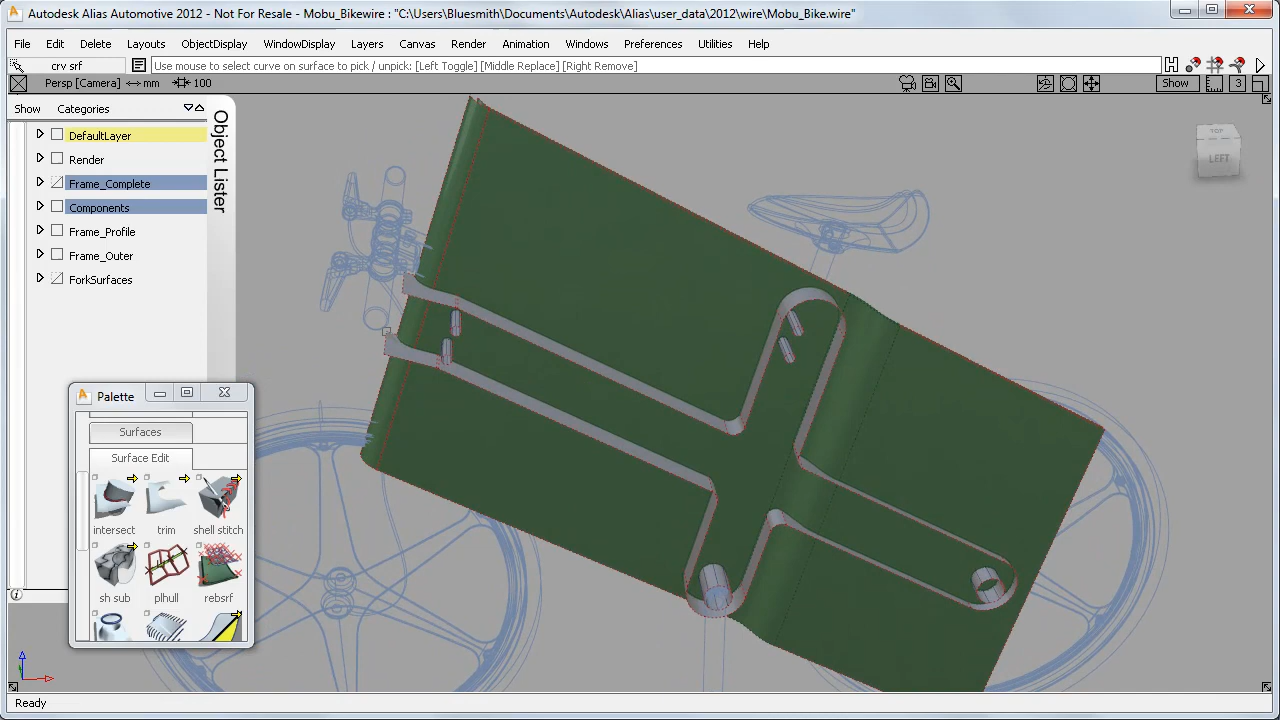 Autodesk Alias Automotive 2012 - Not For Resale - Mobu_Bikewire : "C:\Users\Bluesmith\Documents\Autodesk\Alias\user_data\2012\wire\Mobu_Bike.wire"
File Edit Delete Layouts ObjectDisplay WindowDisplay Layers Canvas Render Animation Windows Preferences Utilities Help
crv srf Use mouse to select curve on surface to pick / unpick: [Left Toggle] [Middle Replace] [Right Remove]
Persp [Camera] mm 100 Show 3
Show Categories
Object Lister
DefaultLayer
Render
Frame_Complete
Components
Frame_Profile
Frame_Outer
ForkSurfaces
TOP
LEFT
Palette
Surfaces
Surface Edit
intersect trim shell stitch
sh sub plhull rebsrf
Ready